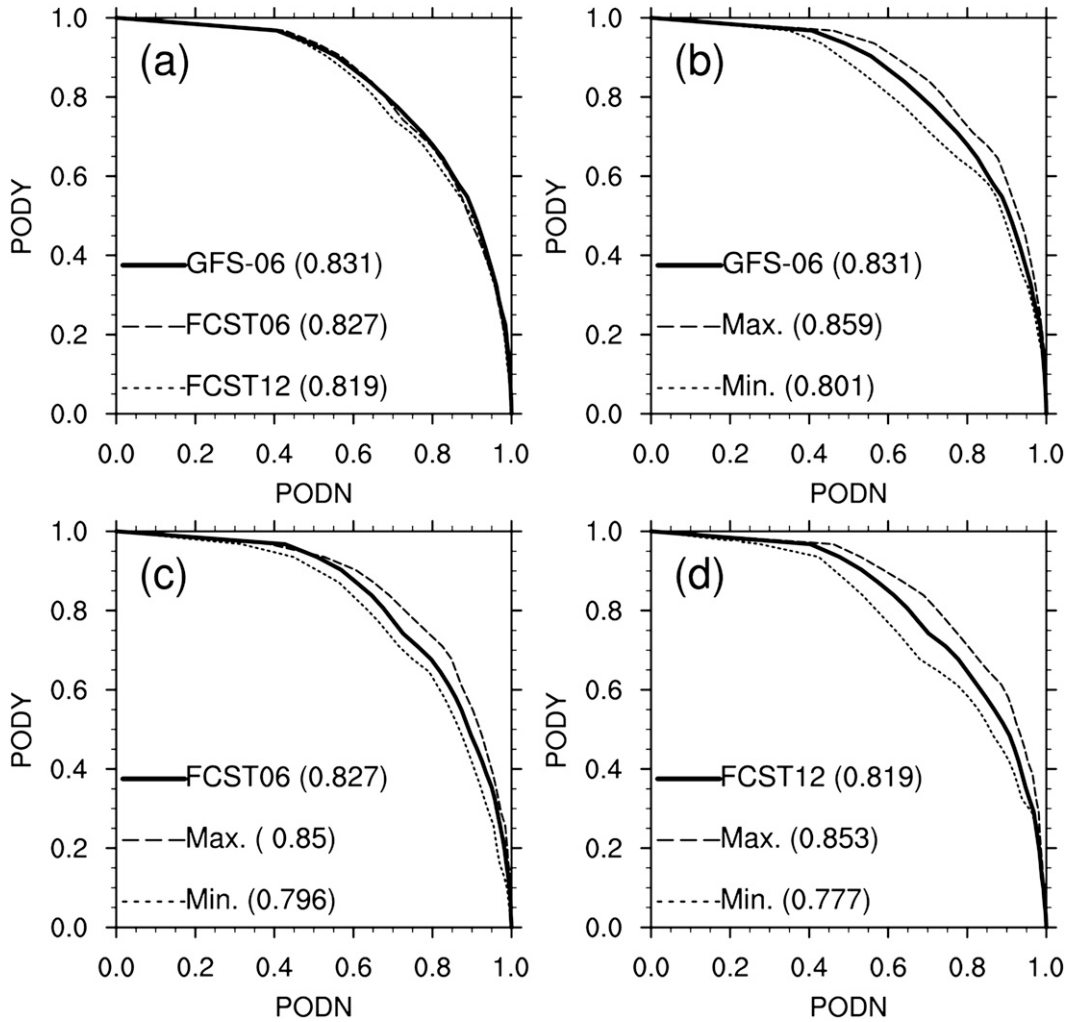 (a)
1.0
0.8
0.6
0.4
0.2
0.0
PODY
GFS-06 (0.831)
FCST06 (0.827)
FCST12 (0.819)
0.0 0.2 0.4 0.6 0.8 1.0
PODN
(b)
1.0
0.8
0.6
0.4
0.2
0.0
PODY
GFS-06 (0.831)
Max. (0.859)
Min. (0.801)
0.0 0.2 0.4 0.6 0.8 1.0
PODN
(c)
1.0
0.8
0.6
0.4
0.2
0.0
PODY
FCST06 (0.827)
Max. ( 0.85)
Min. (0.796)
0.0 0.2 0.4 0.6 0.8 1.0
PODN
(d)
1.0
0.8
0.6
0.4
0.2
0.0
PODY
FCST12 (0.819)
Max. (0.853)
Min. (0.777)
0.0 0.2 0.4 0.6 0.8 1.0
PODN